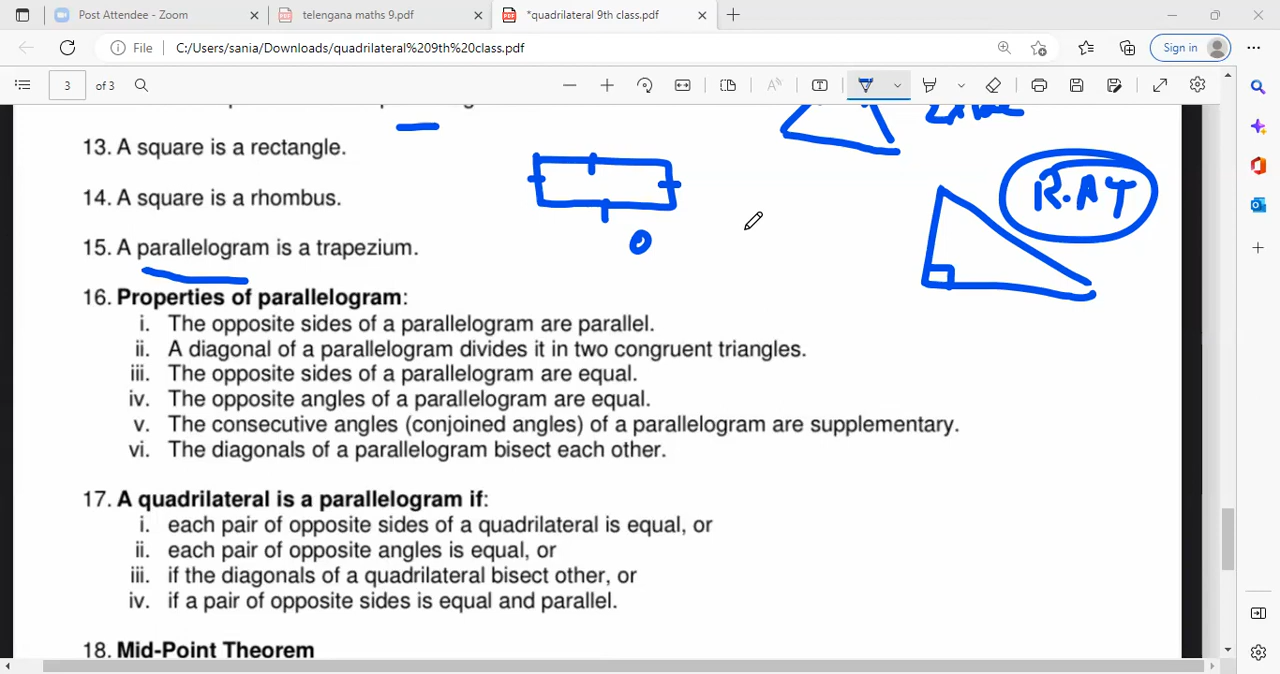 Post Attendee - Zoom
telengana maths 9.pdf
*quadrilateral 9th class.pdf
File
C:/Users/sania/Downloads/quadrilateral%209th%20class.pdf
Sign in
3 of 3
13. A square is a rectangle.
R.A T
14. A square is a rhombus.
15. A parallelogram is a trapezium.
16. Properties of parallelogram:
i. The opposite sides of a parallelogram are parallel.
ii. A diagonal of a parallelogram divides it in two congruent triangles.
iii. The opposite sides of a parallelogram are equal.
iv. The opposite angles of a parallelogram are equal.
v. The consecutive angles (conjoined angles) of a parallelogram are supplementary.
vi. The diagonals of a parallelogram bisect each other.
17. A quadrilateral is a parallelogram if:
i. each pair of opposite sides of a quadrilateral is equal, or
ii. each pair of opposite angles is equal, or
iii. if the diagonals of a quadrilateral bisect other, or
iv. if a pair of opposite sides is equal and parallel.
18. Mid-Point Theorem